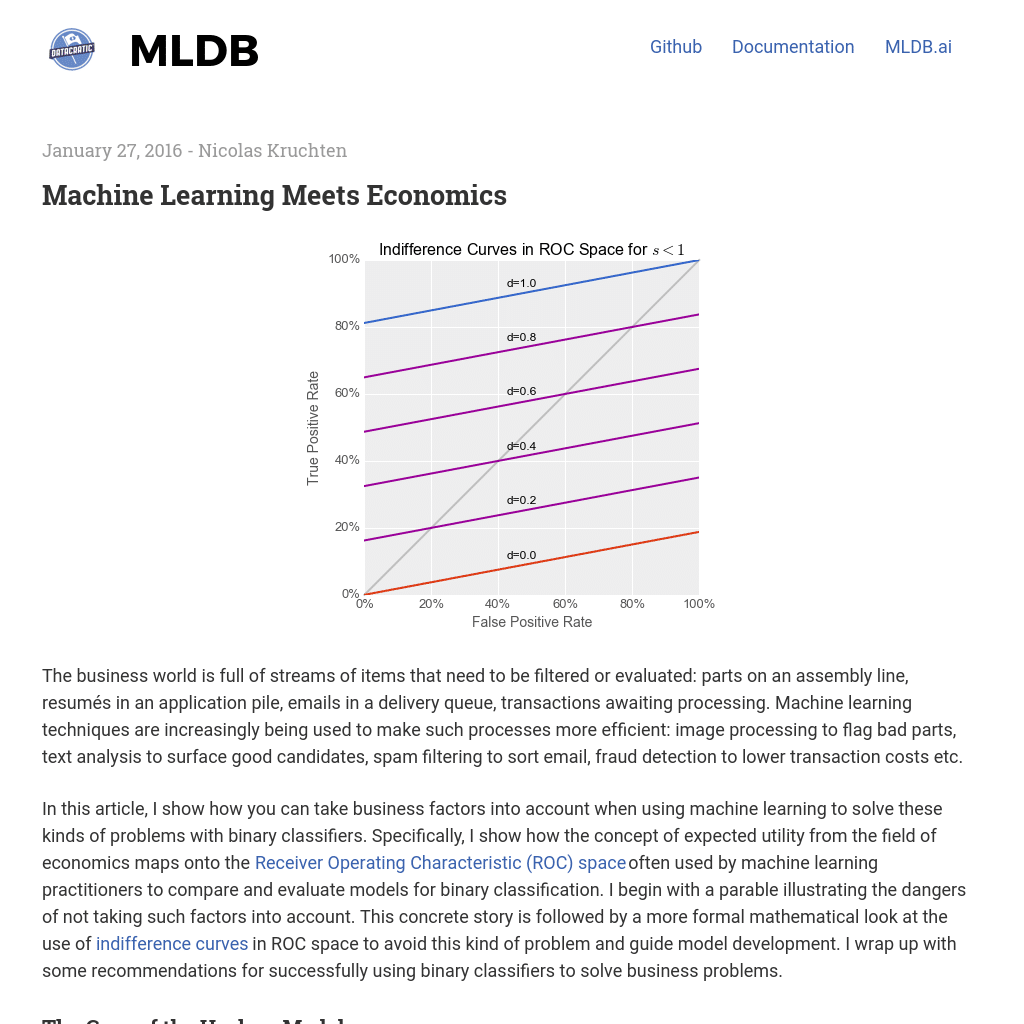 DATACRATIC
MLDB
Github Documentation MLDB.ai
January 27, 2016 - Nicolas Kruchten
Machine Learning Meets Economics
Indifference Curves in ROC Space for s < 1
100%
80%
60%
40%
20%
0%
True Positive Rate
d=1.0
d=0.8
d=0.6
d=0.4
d=0.2
d=0.0
0% 20% 40% 60% 80% 100%
False Positive Rate
The business world is full of streams of items that need to be filtered or evaluated: parts on an assembly line,
resumés in an application pile, emails in a delivery queue, transactions awaiting processing. Machine learning
techniques are increasingly being used to make such processes more efficient: image processing to flag bad parts,
text analysis to surface good candidates, spam filtering to sort email, fraud detection to lower transaction costs etc.
In this article, I show how you can take business factors into account when using machine learning to solve these
kinds of problems with binary classifiers. Specifically, I show how the concept of expected utility from the field of
economics maps onto the Receiver Operating Characteristic (ROC) space often used by machine learning
practitioners to compare and evaluate models for binary classification. I begin with a parable illustrating the dangers
of not taking such factors into account. This concrete story is followed by a more formal mathematical look at the
use of indifference curves in ROC space to avoid this kind of problem and guide model development. I wrap up with
some recommendations for successfully using binary classifiers to solve business problems.